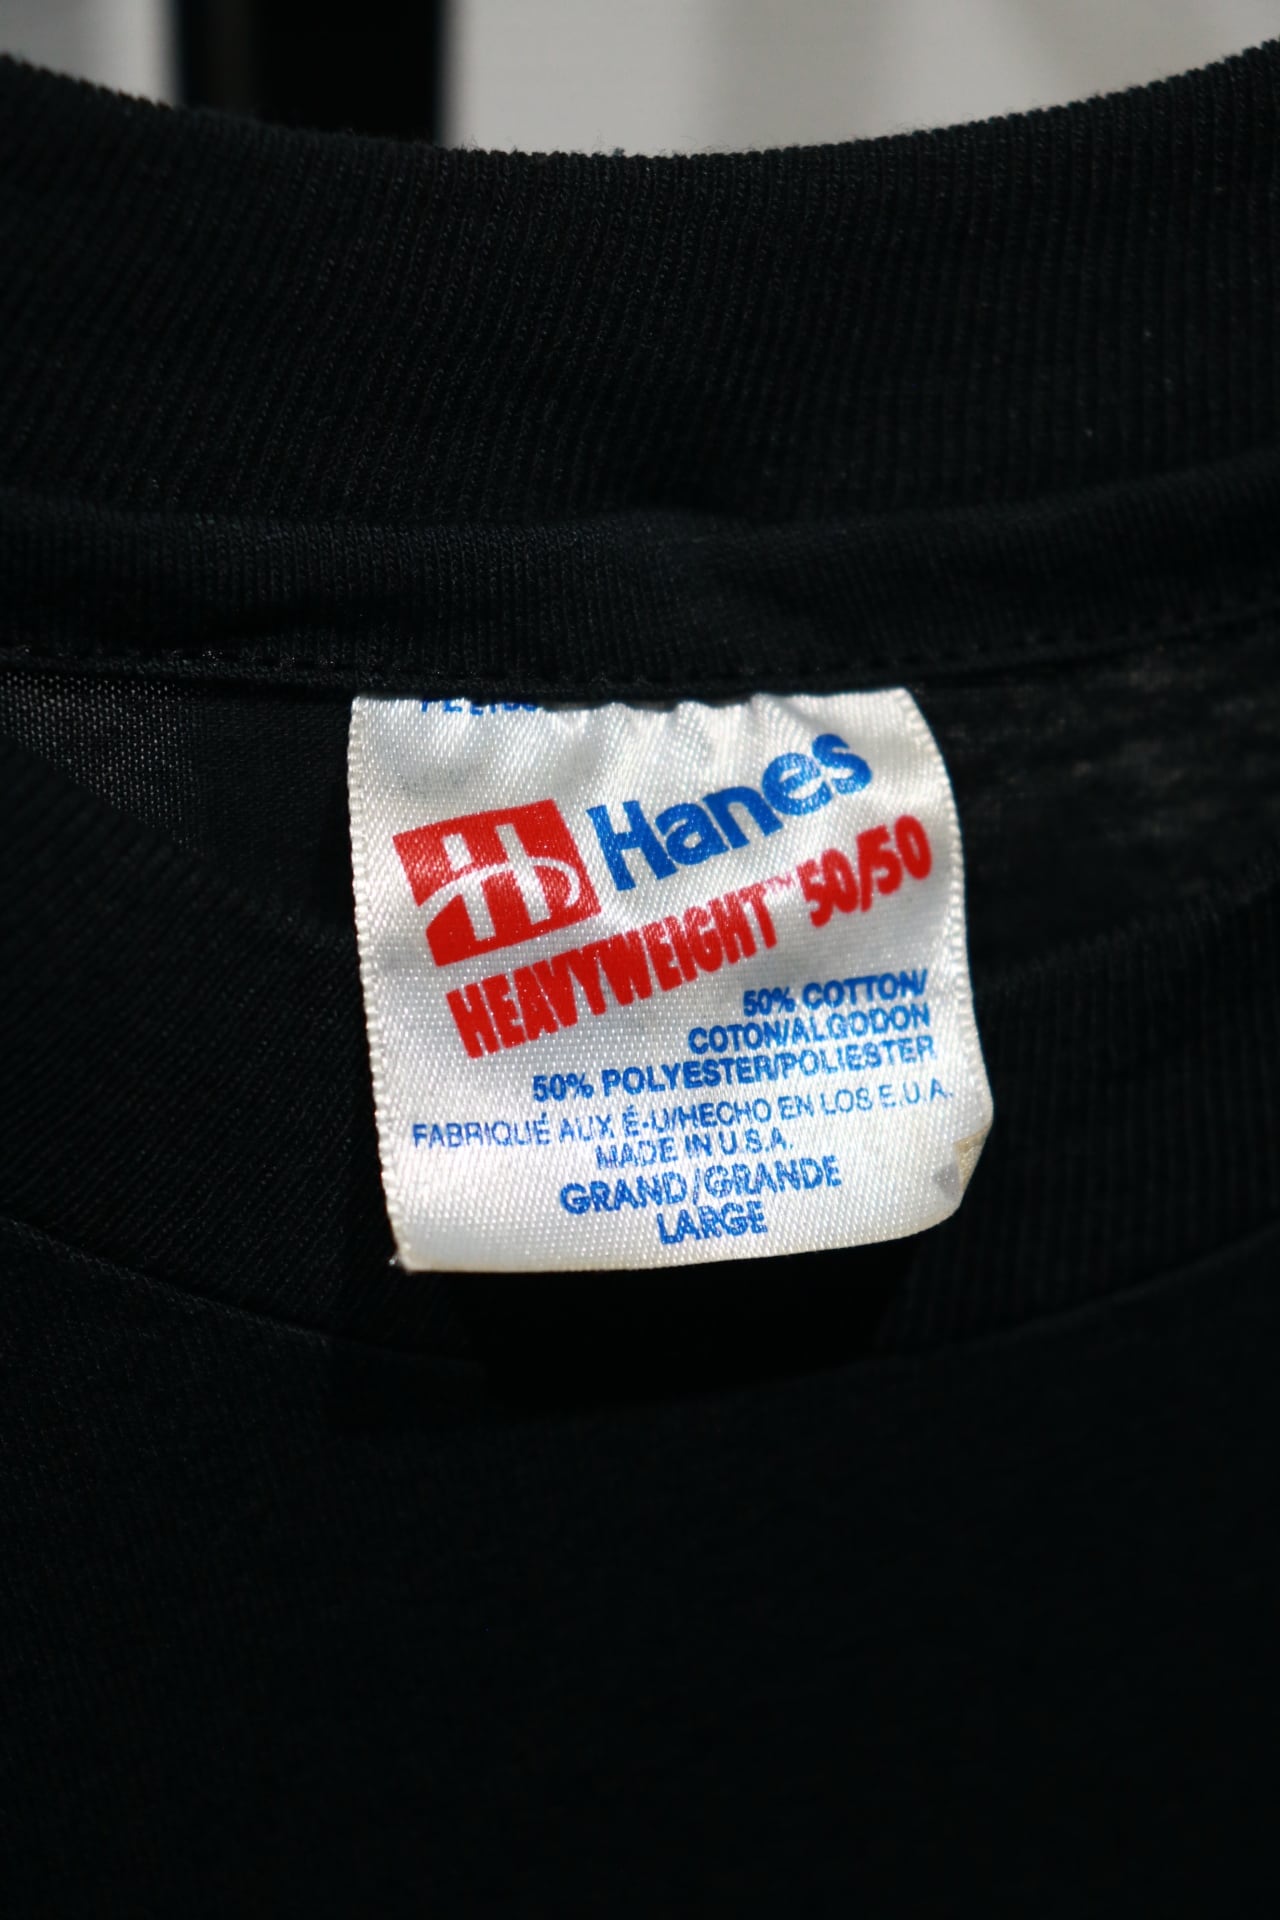 Hanes
HEAVYWEIGHT™ 50/50
50% COTTON/
COTON/ALGODON
50% POLYESTER/POLIESTER
FABRIQUÉ AUX É-U/HECHO EN LOS E.U.A.
MADE IN U.S.A.
GRAND/GRANDE
LARGE